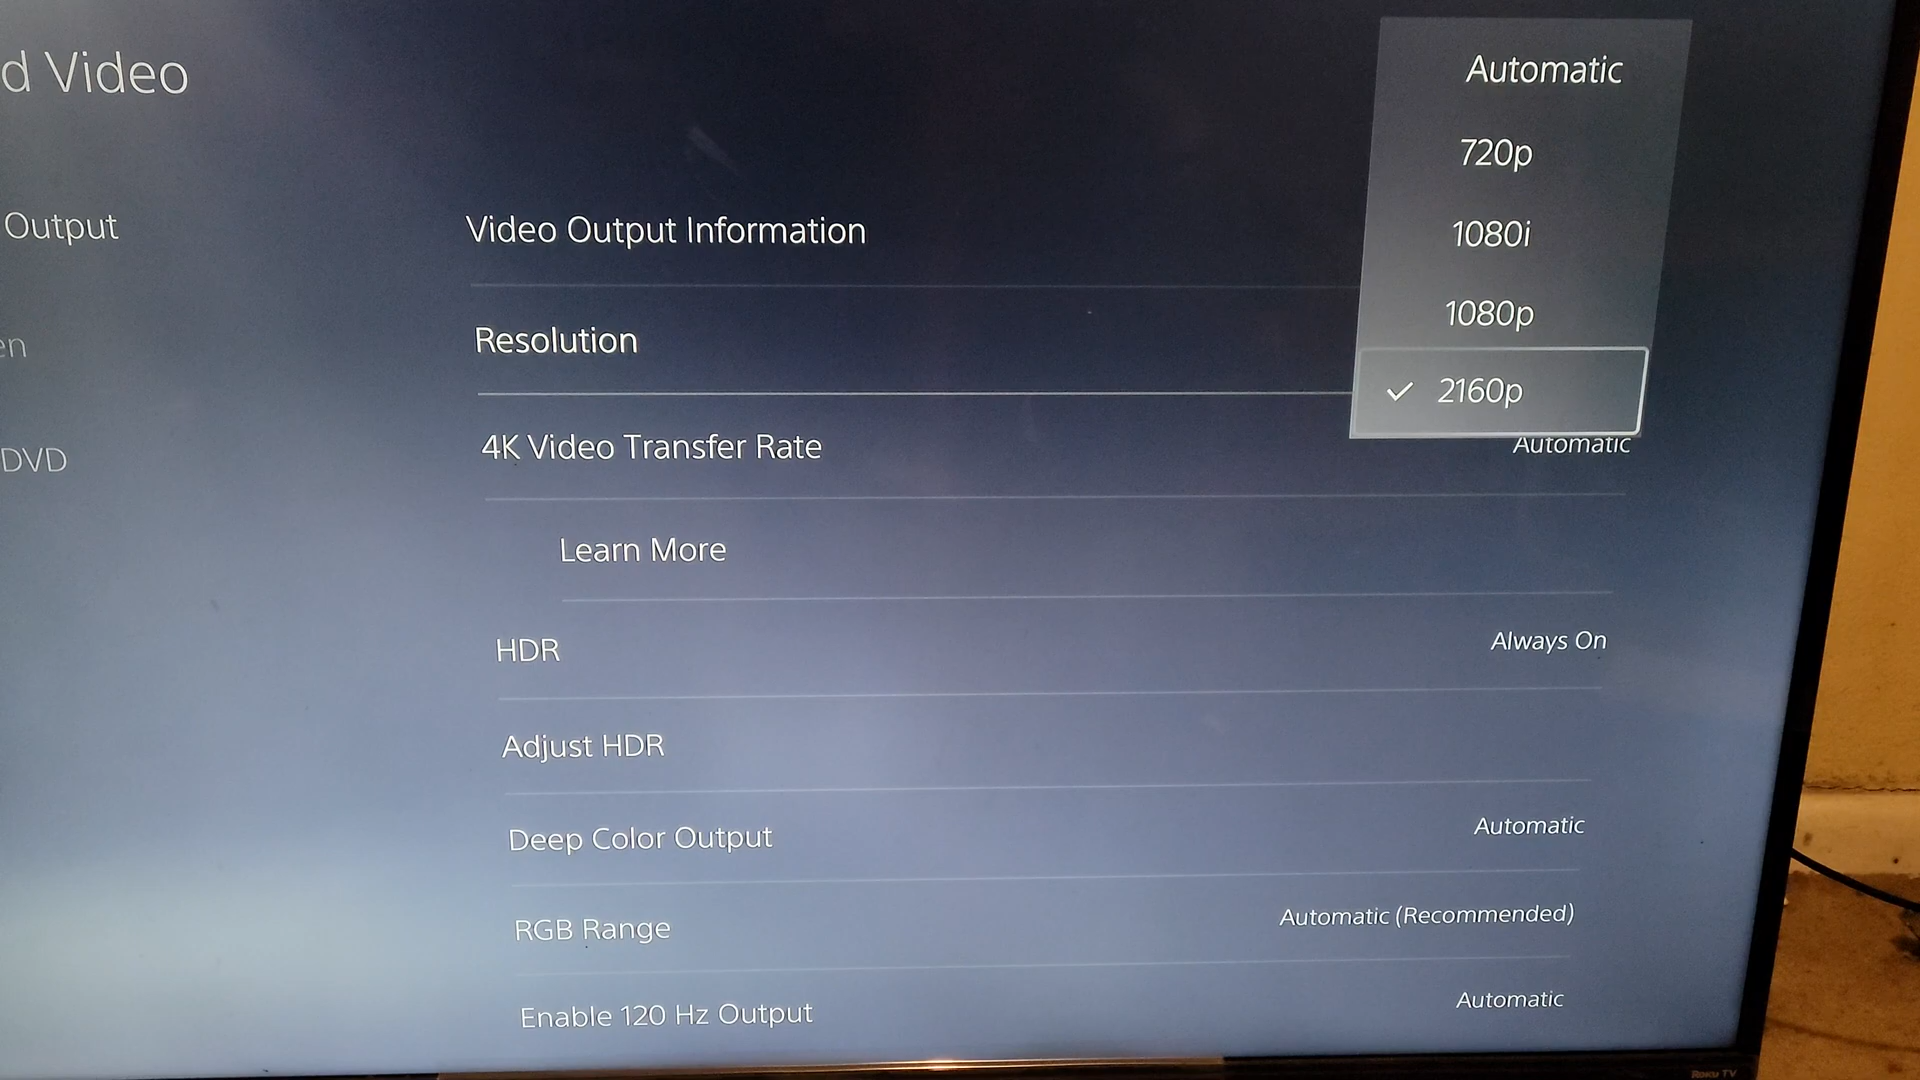 d Video
Output
en
DVD
Video Output Information
Resolution
Automatic
720p
1080i
1080p
2160p
4K Video Transfer Rate
Automatic
Learn More
HDR
Always On
Adjust HDR
Deep Color Output
Automatic
RGB Range
Automatic (Recommended)
Enable 120 Hz Output
Automatic
Roku TV